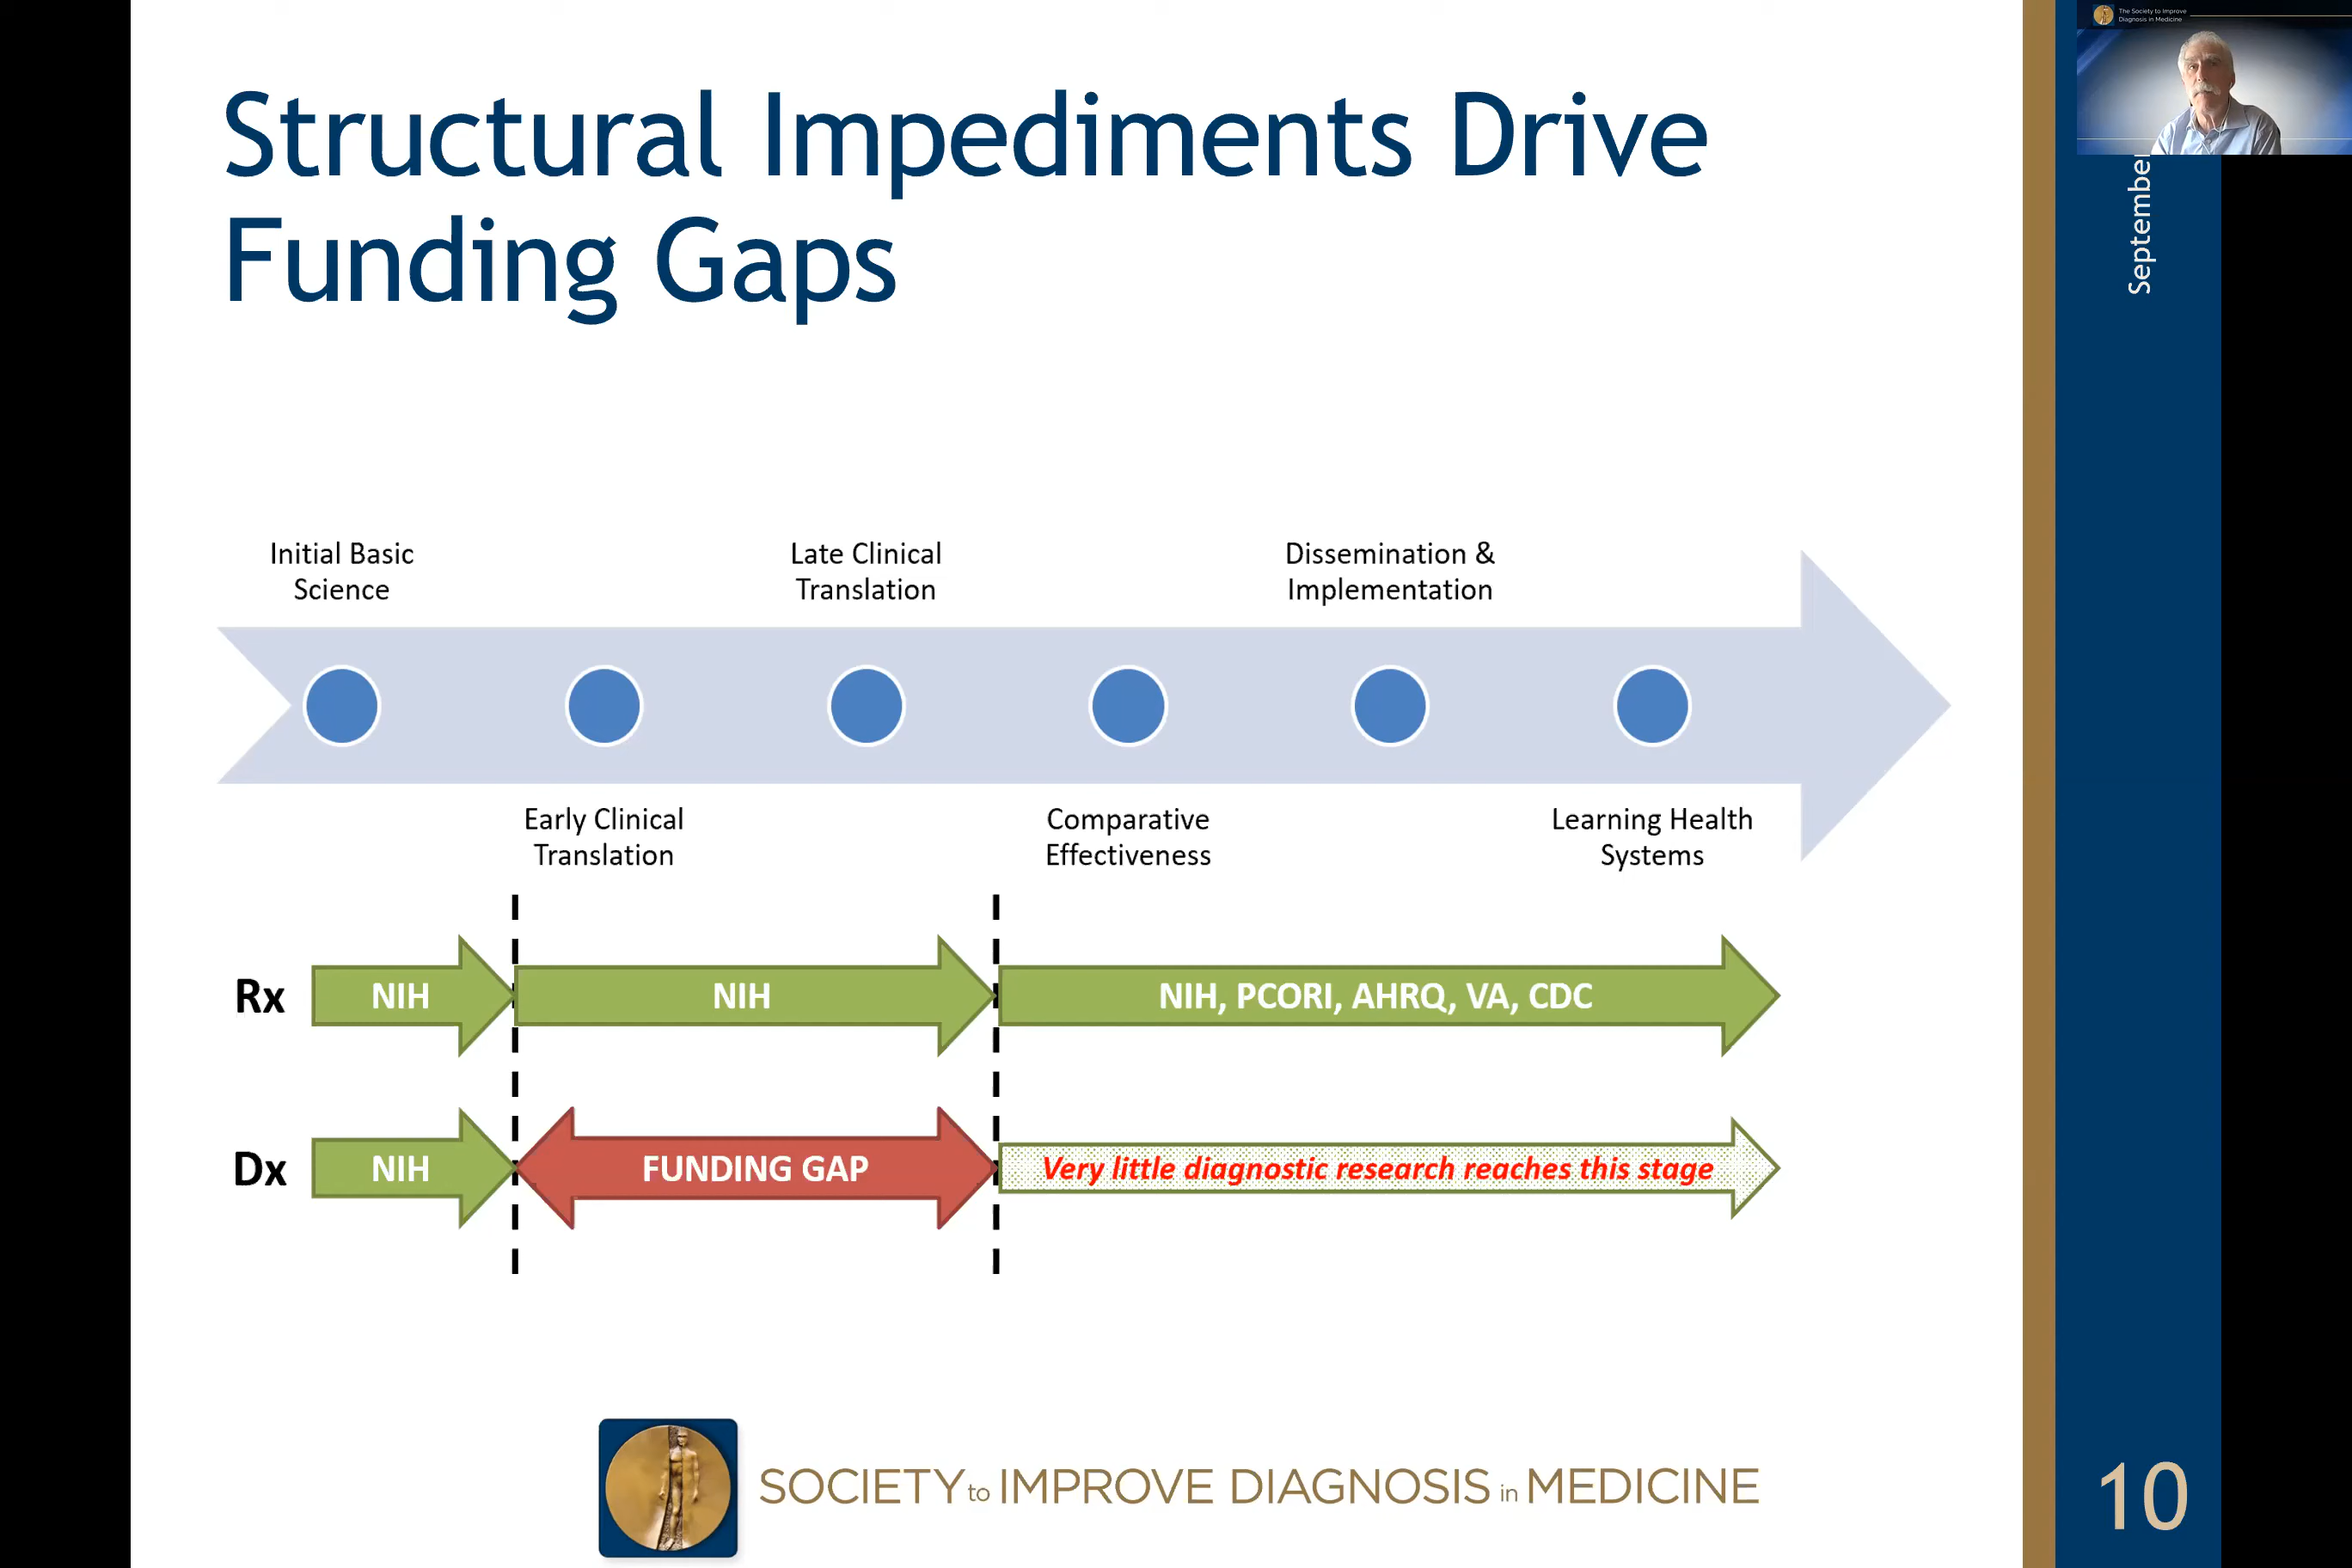 Structural Impediments Drive
Funding Gaps
The Society to Improve
Diagnosis in Medicine
September
Initial Basic
Science
Late Clinical
Translation
Dissemination &
Implementation
Early Clinical
Translation
Comparative
Effectiveness
Learning Health
Systems
Rx
NIH
NIH
NIH, PCORI, AHRQ, VA, CDC
Dx
NIH
FUNDING GAP
Very little diagnostic research reaches this stage
SOCIETY to IMPROVE DIAGNOSIS in MEDICINE
10